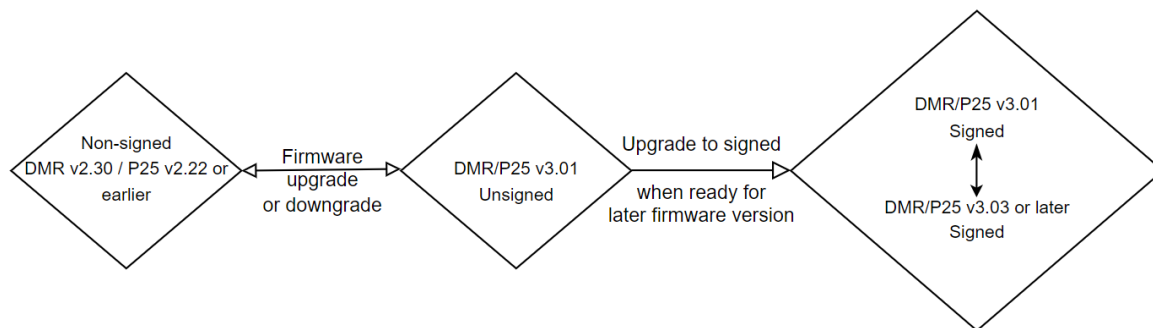 Non-signed
DMR v2.30 / P25 v2.22 or
earlier
Firmware
upgrade
or downgrade
DMR/P25 v3.01
Unsigned
Upgrade to signed
when ready for
later firmware version
DMR/P25 v3.01
Signed
DMR/P25 v3.03 or later
Signed